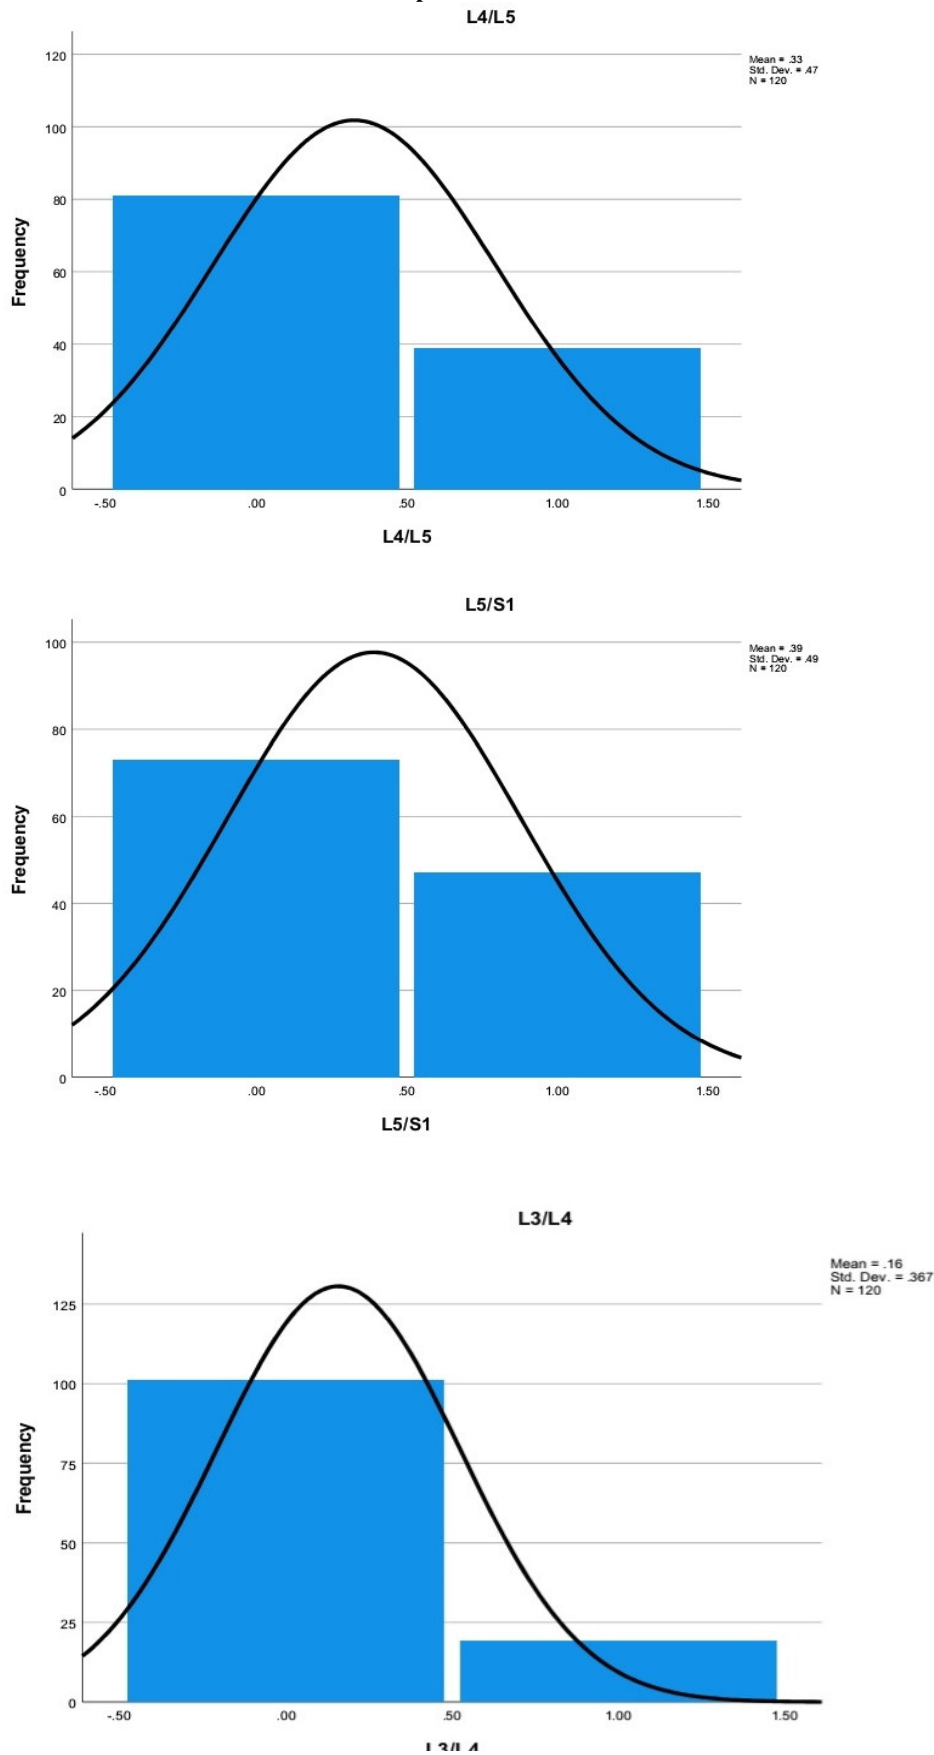 L4/L5
Mean = .33
Std. Dev. = .47
N = 120
120
100
80
60
40
20
0
Frequency
-.50 .00 .50 1.00 1.50
L4/L5
L5/S1
Mean = .39
Std. Dev. = .49
N = 120
100
80
60
40
20
0
Frequency
-.50 .00 .50 1.00 1.50
L5/S1
L3/L4
Mean = .16
Std. Dev. = .367
N = 120
125
100
75
50
25
0
Frequency
-.50 .00 .50 1.00 1.50
L3/L4